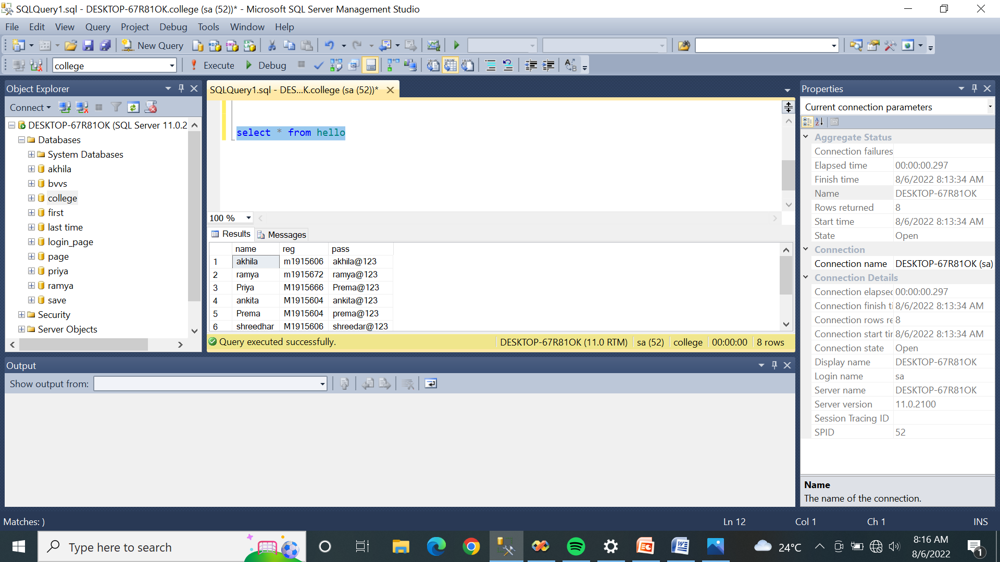 SQLQuery1.sql - DESKTOP-67R81OK.college (sa (52))* - Microsoft SQL Server Management Studio
File Edit View Query Project Debug Tools Window Help
New Query
college Execute Debug
Object Explorer
Connect
DESKTOP-67R81OK (SQL Server 11.0.2
Databases
System Databases
akhila
bvvs
college
first
last time
login_page
page
priya
ramya
save
Security
Server Objects
SQLQuery1.sql - DES...K.college (sa (52))*
select * from hello
100 %
Results Messages
name reg pass
1 akhila m1915606 akhila@123
2 ramya m1915672 ramya@123
3 Priya M1915666 Prema@123
4 ankita M1915604 ankita@123
5 Prema M1915604 prema@123
6 shreedhar M1915606 shreedar@123
Query executed successfully. DESKTOP-67R81OK (11.0 RTM) sa (52) college 00:00:00 8 rows
Output
Show output from:
Properties
Current connection parameters
Aggregate Status
Connection failures
Elapsed time 00:00:00.297
Finish time 8/6/2022 8:13:34 AM
Name DESKTOP-67R81OK
Rows returned 8
Start time 8/6/2022 8:13:34 AM
State Open
Connection
Connection name DESKTOP-67R81OK (sa)
Connection Details
Connection elapsec 00:00:00.297
Connection finish ti 8/6/2022 8:13:34 AM
Connection rows re 8
Connection start tir 8/6/2022 8:13:34 AM
Connection state Open
Display name DESKTOP-67R81OK
Login name sa
Server name DESKTOP-67R81OK
Server version 11.0.2100
Session Tracing ID
SPID 52
Name
The name of the connection.
Matches: ) Ln 12 Col 1 Ch 1 INS
Type here to search
24°C
8:16 AM
8/6/2022
1